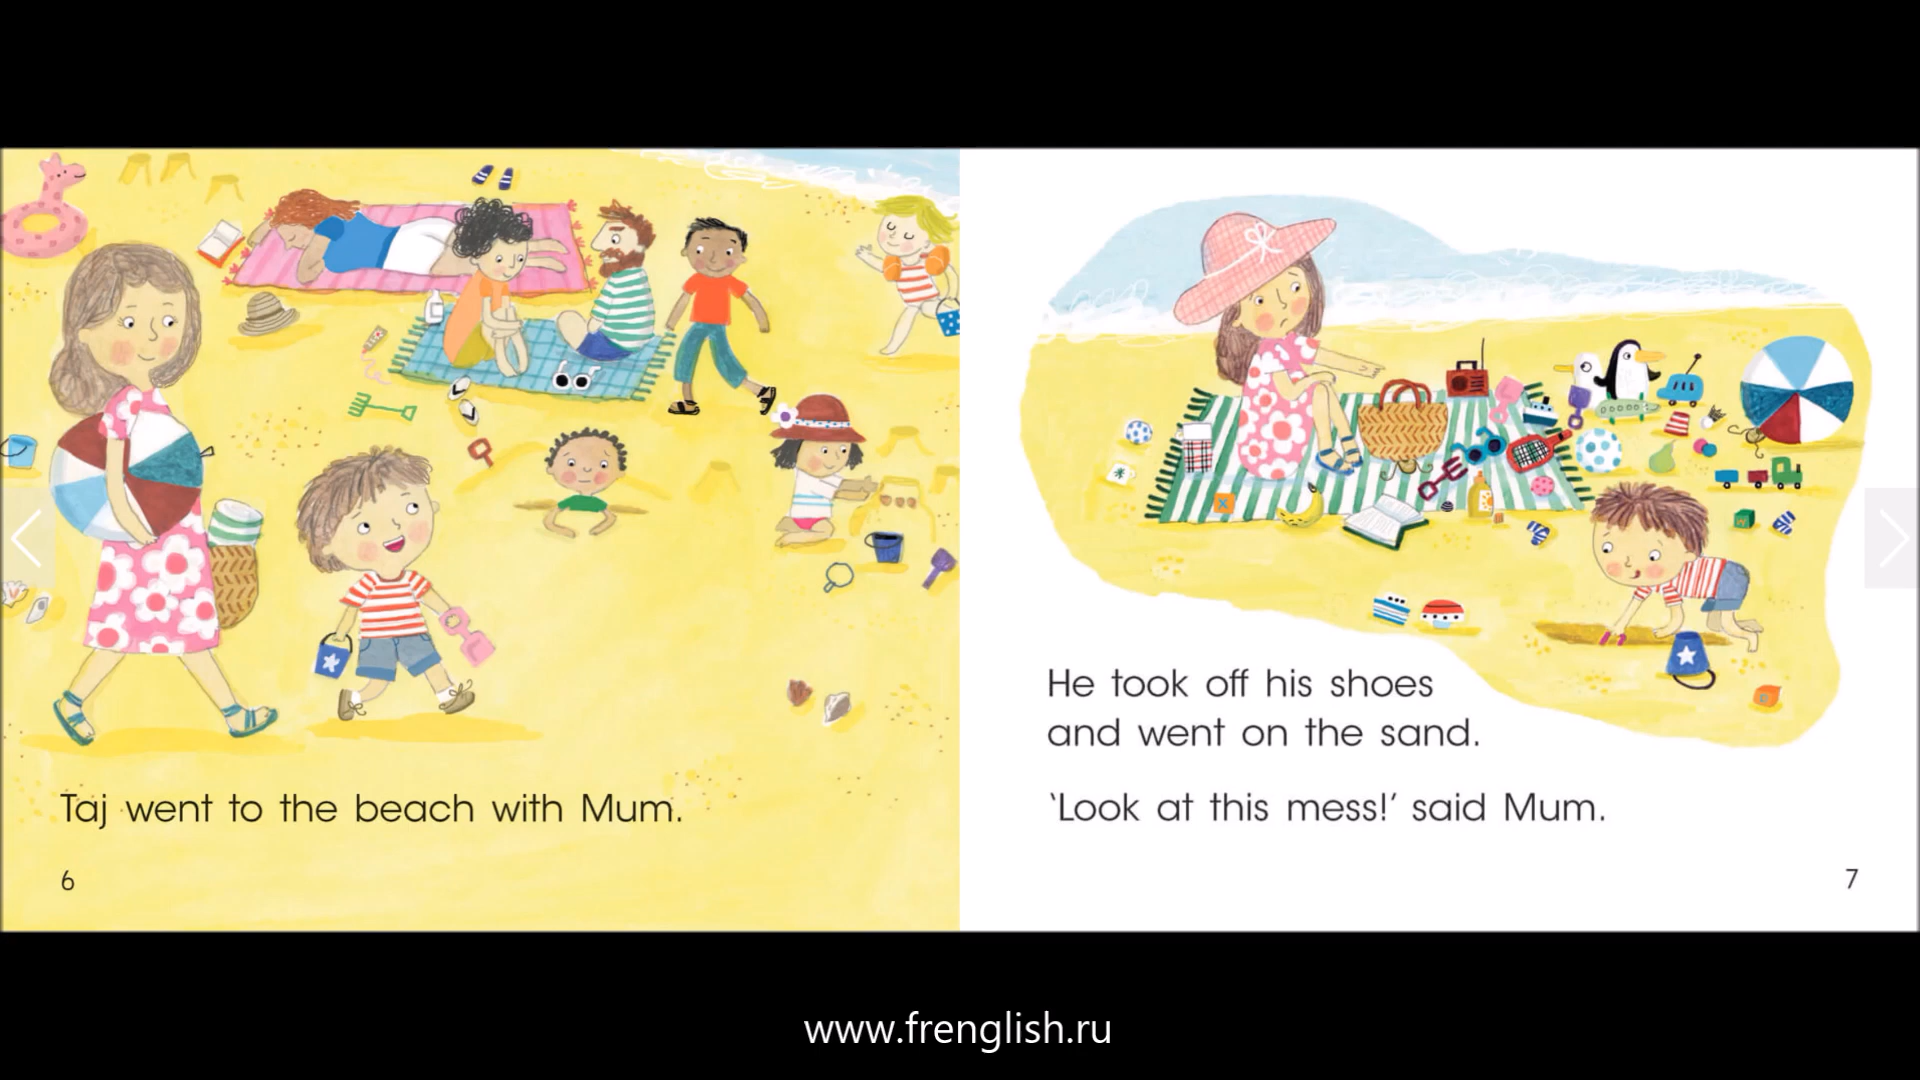 Taj went to the beach with Mum.
6
He took off his shoes
and went on the sand.
‘Look at this mess!’ said Mum.
7
www.frenglish.ru